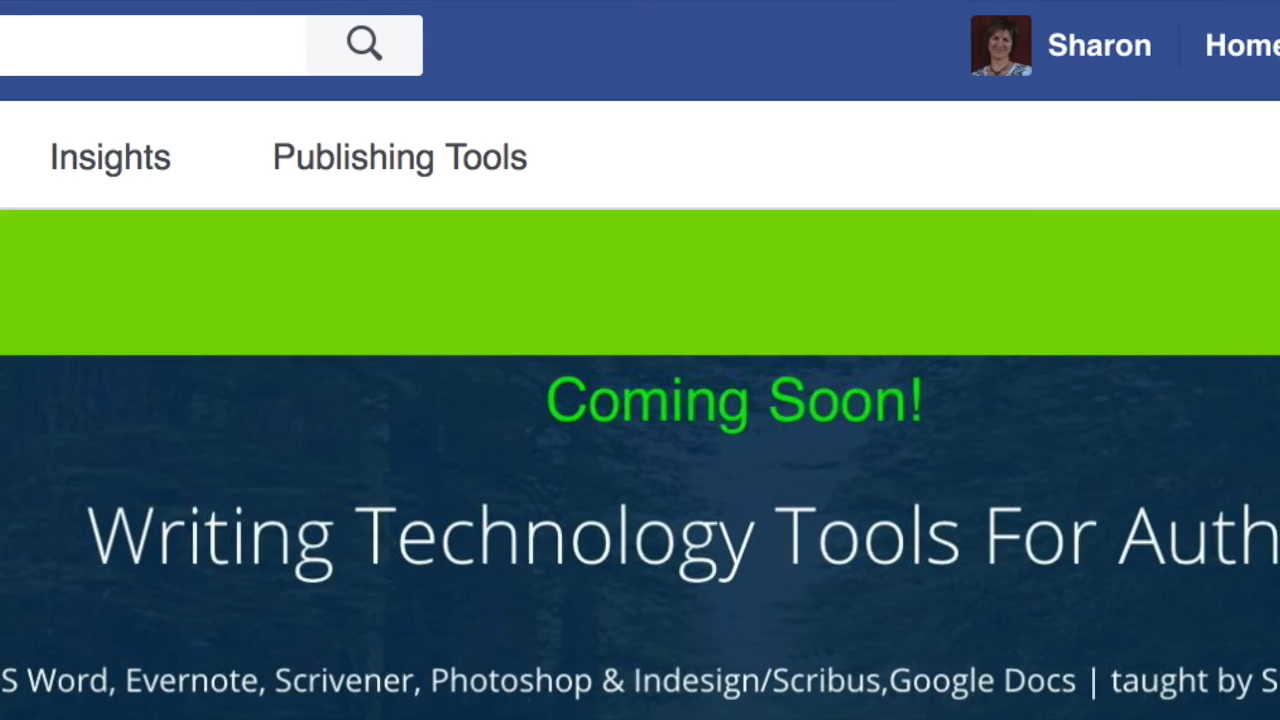 Sharon Home
Insights Publishing Tools
Coming Soon!
Writing Technology Tools For Auth
S Word, Evernote, Scrivener, Photoshop & Indesign/Scribus,Google Docs | taught by S